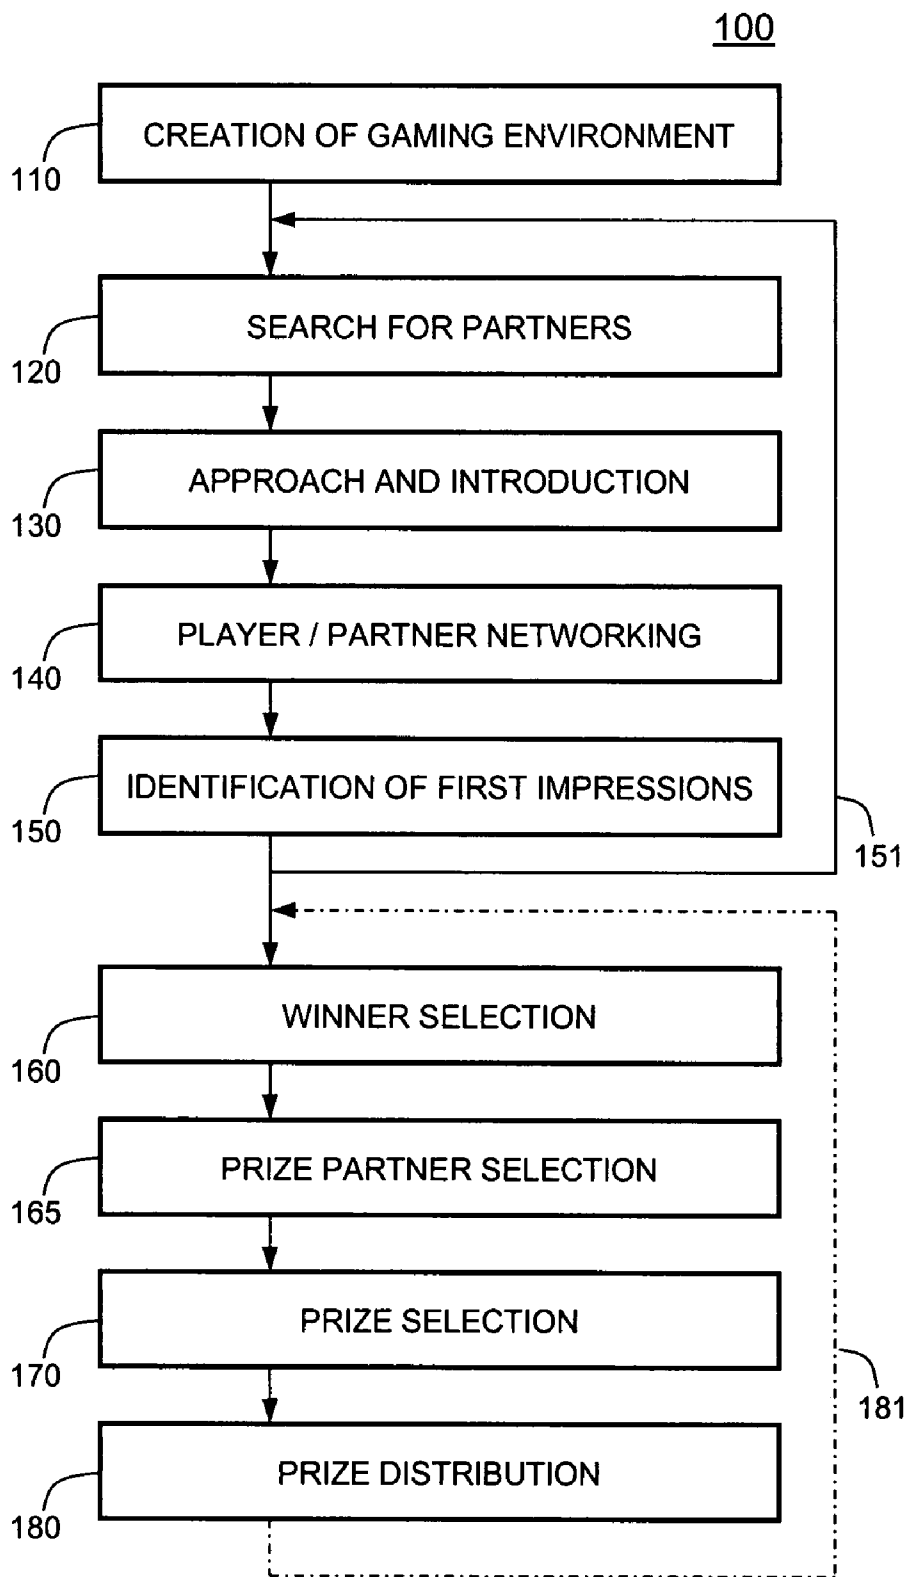 100
CREATION OF GAMING ENVIRONMENT
110
SEARCH FOR PARTNERS
120
APPROACH AND INTRODUCTION
130
PLAYER / PARTNER NETWORKING
140
IDENTIFICATION OF FIRST IMPRESSIONS
150
151
WINNER SELECTION
160
PRIZE PARTNER SELECTION
165
PRIZE SELECTION
170
181
PRIZE DISTRIBUTION
180